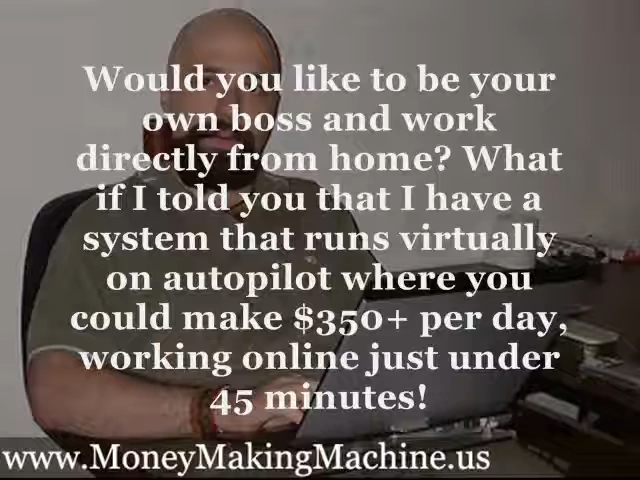 Would you like to be your
own boss and work
directly from home? What
if I told you that I have a
system that runs virtually
on autopilot where you
could make $350+ per day,
working online just under
45 minutes!
www.MoneyMakingMachine.us